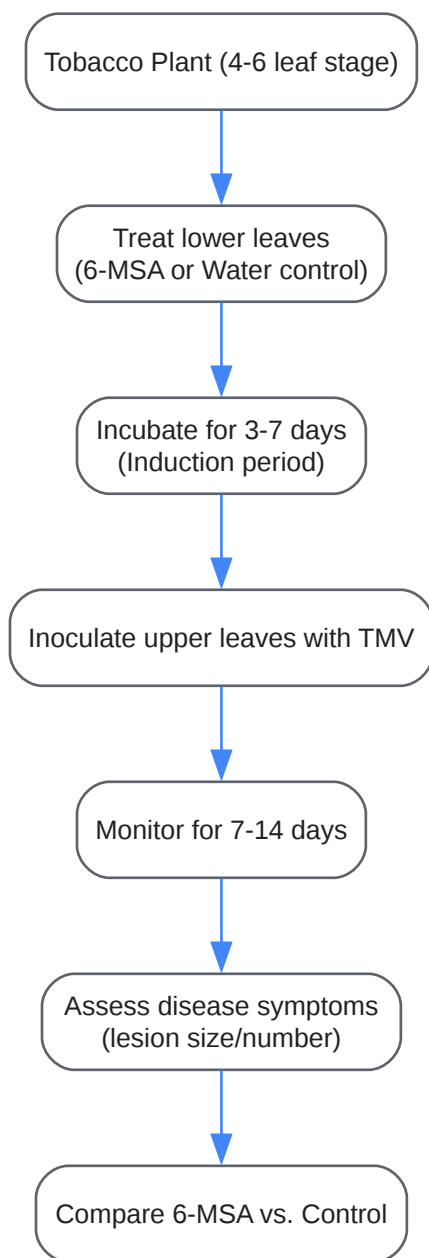 Tobacco Plant (4-6 leaf stage)
Treat lower leaves
(6-MSA or Water control)
Incubate for 3-7 days
(Induction period)
Inoculate upper leaves with TMV
Monitor for 7-14 days
Assess disease symptoms
(lesion size/number)
Compare 6-MSA vs. Control